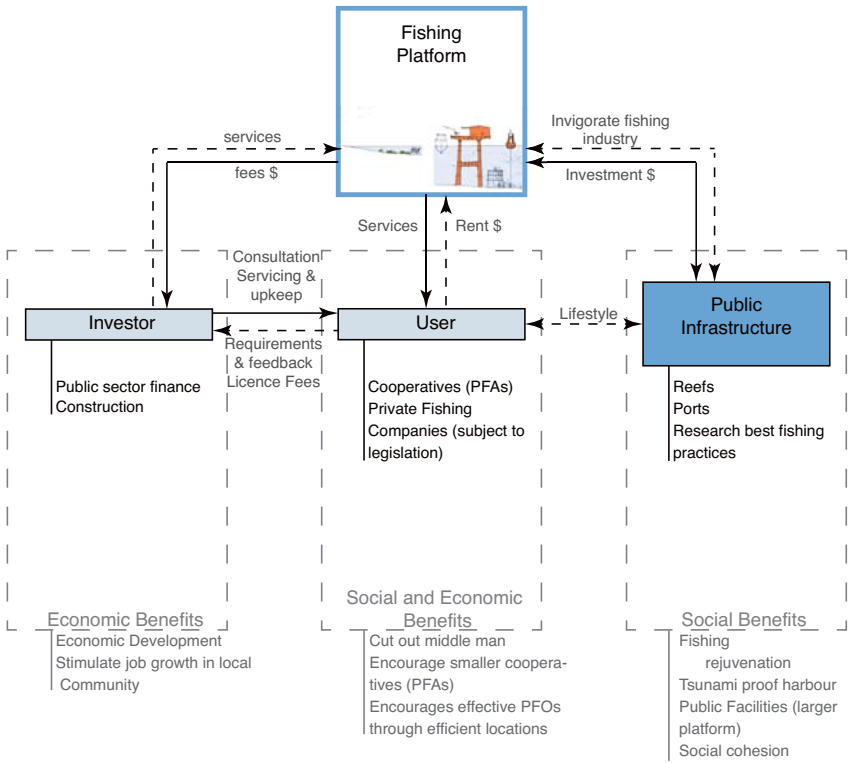 Fishing
Platform
services
fees $
Invigorate fishing
industry
Investment $
Services
Rent $
Consultation
Servicing &
upkeep
Investor
User
Lifestyle
Public
Infrastructure
Requirements
& feedback
Licence Fees
Public sector finance
Construction
Cooperatives (PFAs)
Private Fishing
Companies (subject to
legislation)
Reefs
Ports
Research best fishing
practices
Economic Benefits
Economic Development
Stimulate job growth in local
Community
Social and Economic
Benefits
Cut out middle man
Encourage smaller coopera-
tives (PFAs)
Encourages effective PFOs
through efficient locations
Social Benefits
Fishing
rejuvenation
Tsunami proof harbour
Public Facilities (larger
platform)
Social cohesion